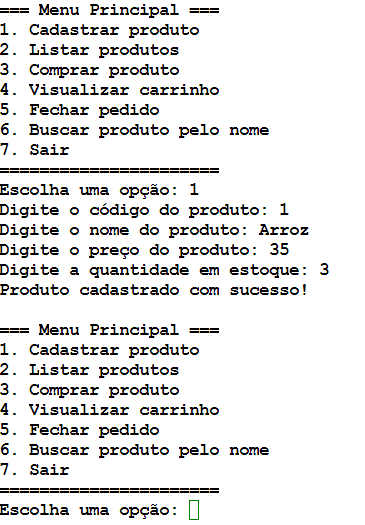 === Menu Principal ===
1. Cadastrar produto
2. Listar produtos
3. Comprar produto
4. Visualizar carrinho
5. Fechar pedido
6. Buscar produto pelo nome
7. Sair
======================
Escolha uma opção: 1
Digite o código do produto: 1
Digite o nome do produto: Arroz
Digite o preço do produto: 35
Digite a quantidade em estoque: 3
Produto cadastrado com sucesso!

=== Menu Principal ===
1. Cadastrar produto
2. Listar produtos
3. Comprar produto
4. Visualizar carrinho
5. Fechar pedido
6. Buscar produto pelo nome
7. Sair
======================
Escolha uma opção: